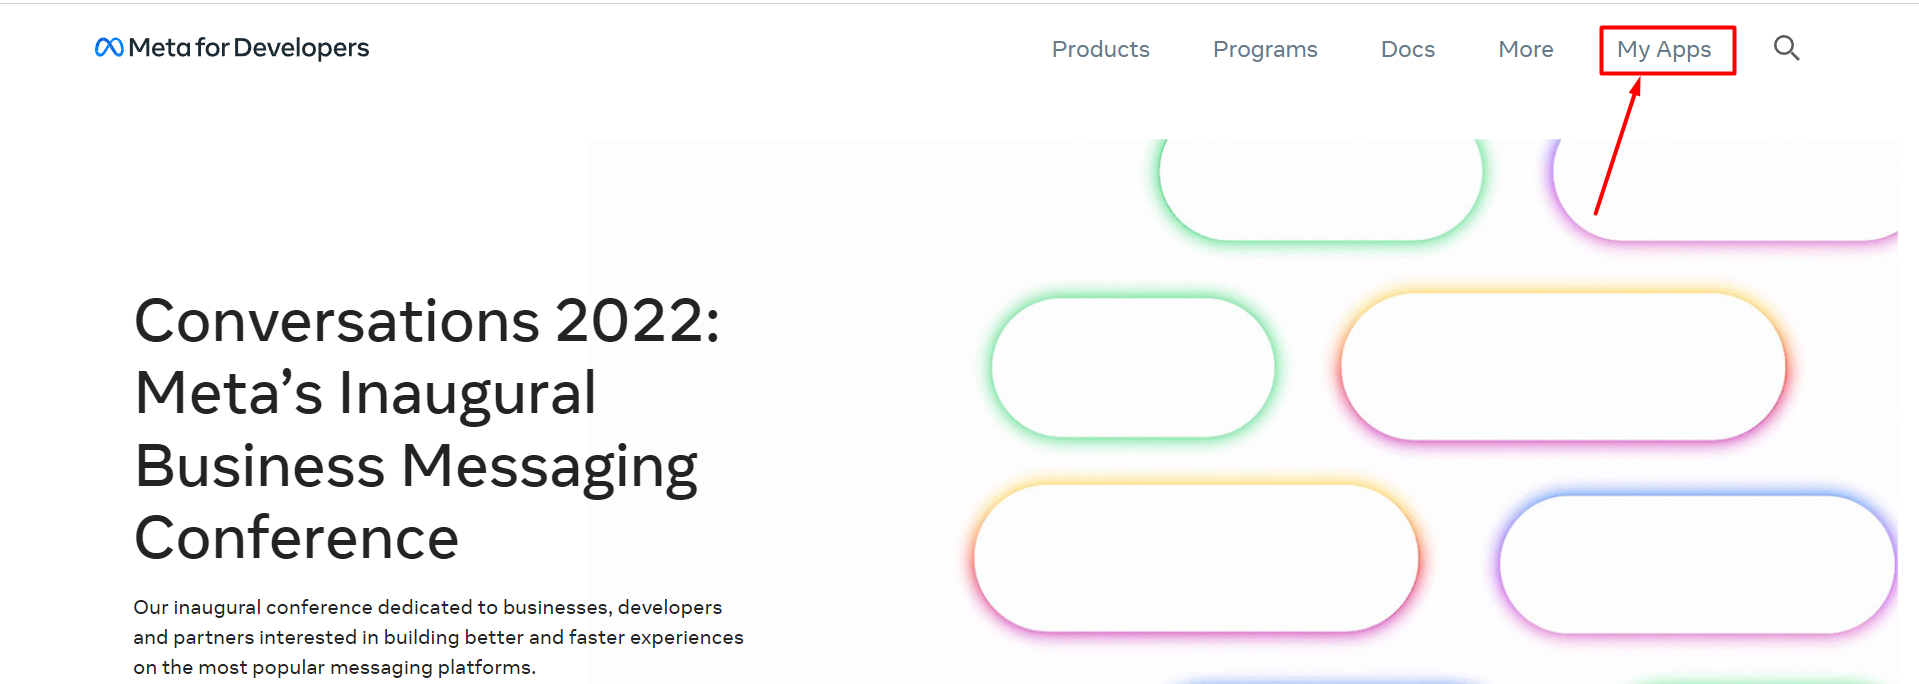 Meta for Developers
Products Programs Docs More My Apps
Conversations 2022:
Meta’s Inaugural
Business Messaging
Conference
Our inaugural conference dedicated to businesses, developers
and partners interested in building better and faster experiences
on the most popular messaging platforms.